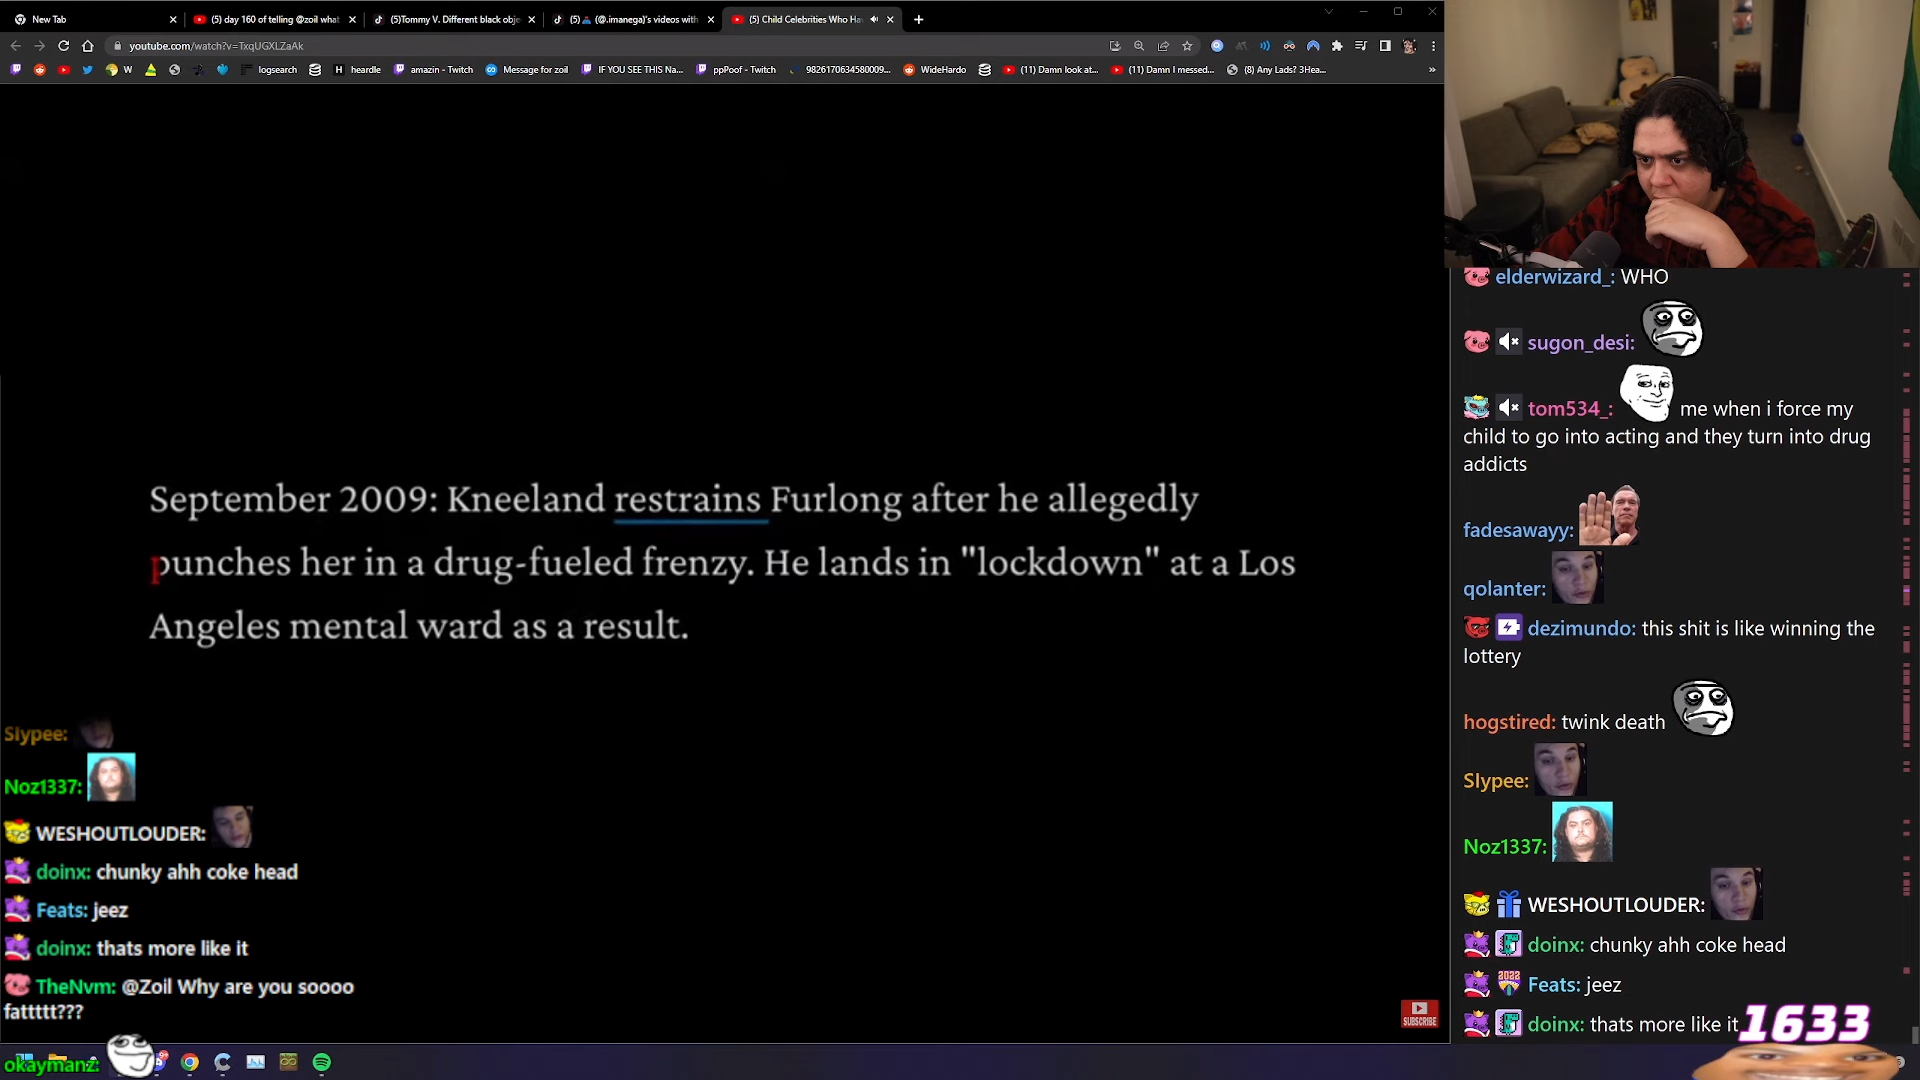 New Tab
(5) day 160 of telling @zoil what
(5)Tommy V. Different black obje
(5) (@.imanega)'s videos with
(5) Child Celebrities Who Ha
youtube.com/watch?v=TxqUGXLZaAk
W
logsearch
H heardle
amazin - Twitch
Message for zoil
IF YOU SEE THIS Na...
ppPoof - Twitch
9826170634580009...
WideHardo
(11) Damn look at...
(11) Damn I messed...
(8) Any Lads? 3Hea...
September 2009: Kneeland restrains Furlong after he allegedly
punches her in a drug-fueled frenzy. He lands in "lockdown" at a Los
Angeles mental ward as a result.
SUBSCRIBE
Slypee:
Noz1337:
WESHOUTLOUDER:
doinx: chunky ahh coke head
Feats: jeez
doinx: thats more like it
TheNvm: @Zoil Why are you soooo
fattttt???
okaymanz:
elderwizard_: WHO
sugon_desi:
tom534_: me when i force my
child to go into acting and they turn into drug
addicts
fadesawayy:
qolanter:
dezimundo: this shit is like winning the
lottery
hogstired: twink death
Slypee:
Noz1337:
WESHOUTLOUDER:
doinx: chunky ahh coke head
2022
Feats: jeez
doinx: thats more like it
1633